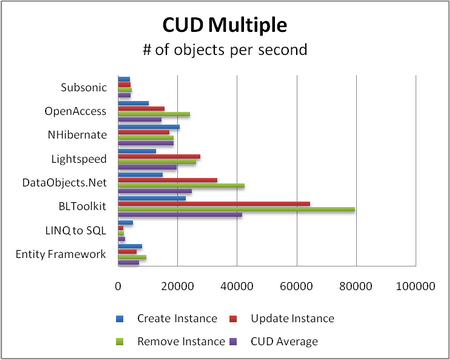 CUD Multiple
# of objects per second
Subsonic
OpenAccess
NHibernate
Lightspeed
DataObjects.Net
BLToolkit
LINQ to SQL
Entity Framework
0 20000 40000 60000 80000 100000
Create Instance Update Instance
Remove Instance CUD Average